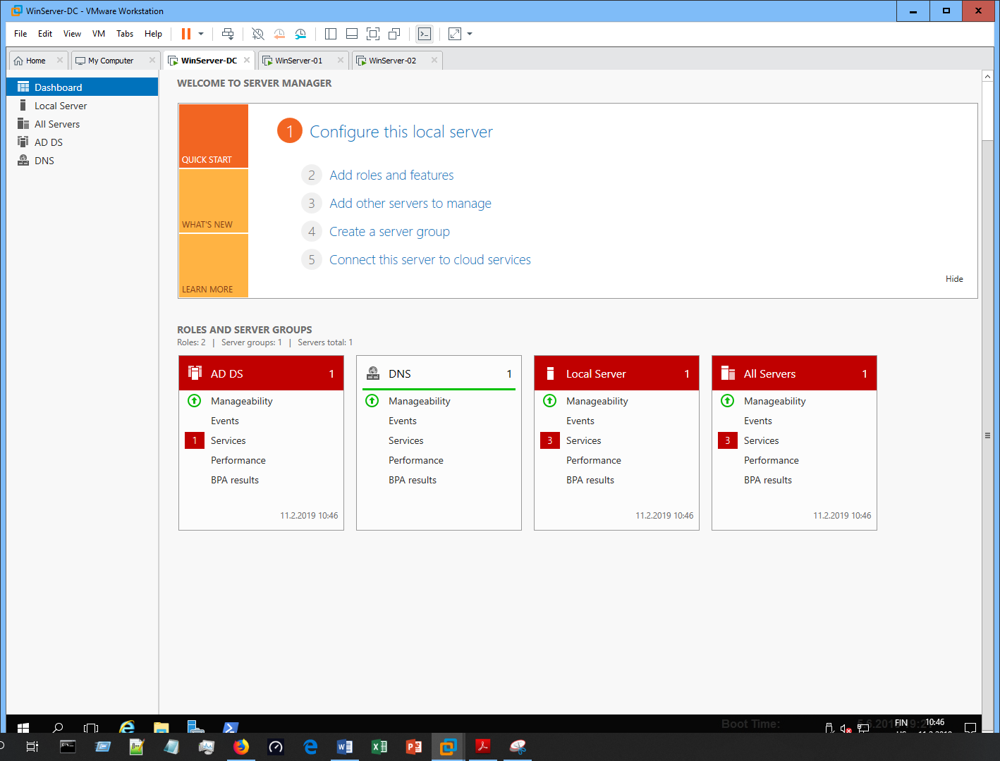 WinServer-DC - VMware Workstation
File Edit View VM Tabs Help
Home My Computer WinServer-DC WinServer-01 WinServer-02
Dashboard
Local Server
All Servers
AD DS
DNS
WELCOME TO SERVER MANAGER
QUICK START
WHAT'S NEW
LEARN MORE
1 Configure this local server
2 Add roles and features
3 Add other servers to manage
4 Create a server group
5 Connect this server to cloud services
Hide
ROLES AND SERVER GROUPS
Roles: 2 | Server groups: 1 | Servers total: 1
AD DS 1
Manageability
Events
1 Services
Performance
BPA results
11.2.2019 10:46
DNS 1
Manageability
Events
Services
Performance
BPA results
Local Server 1
Manageability
Events
3 Services
Performance
BPA results
11.2.2019 10:46
All Servers 1
Manageability
Events
3 Services
Performance
BPA results
11.2.2019 10:46
Boot Time:
FIN 10:46